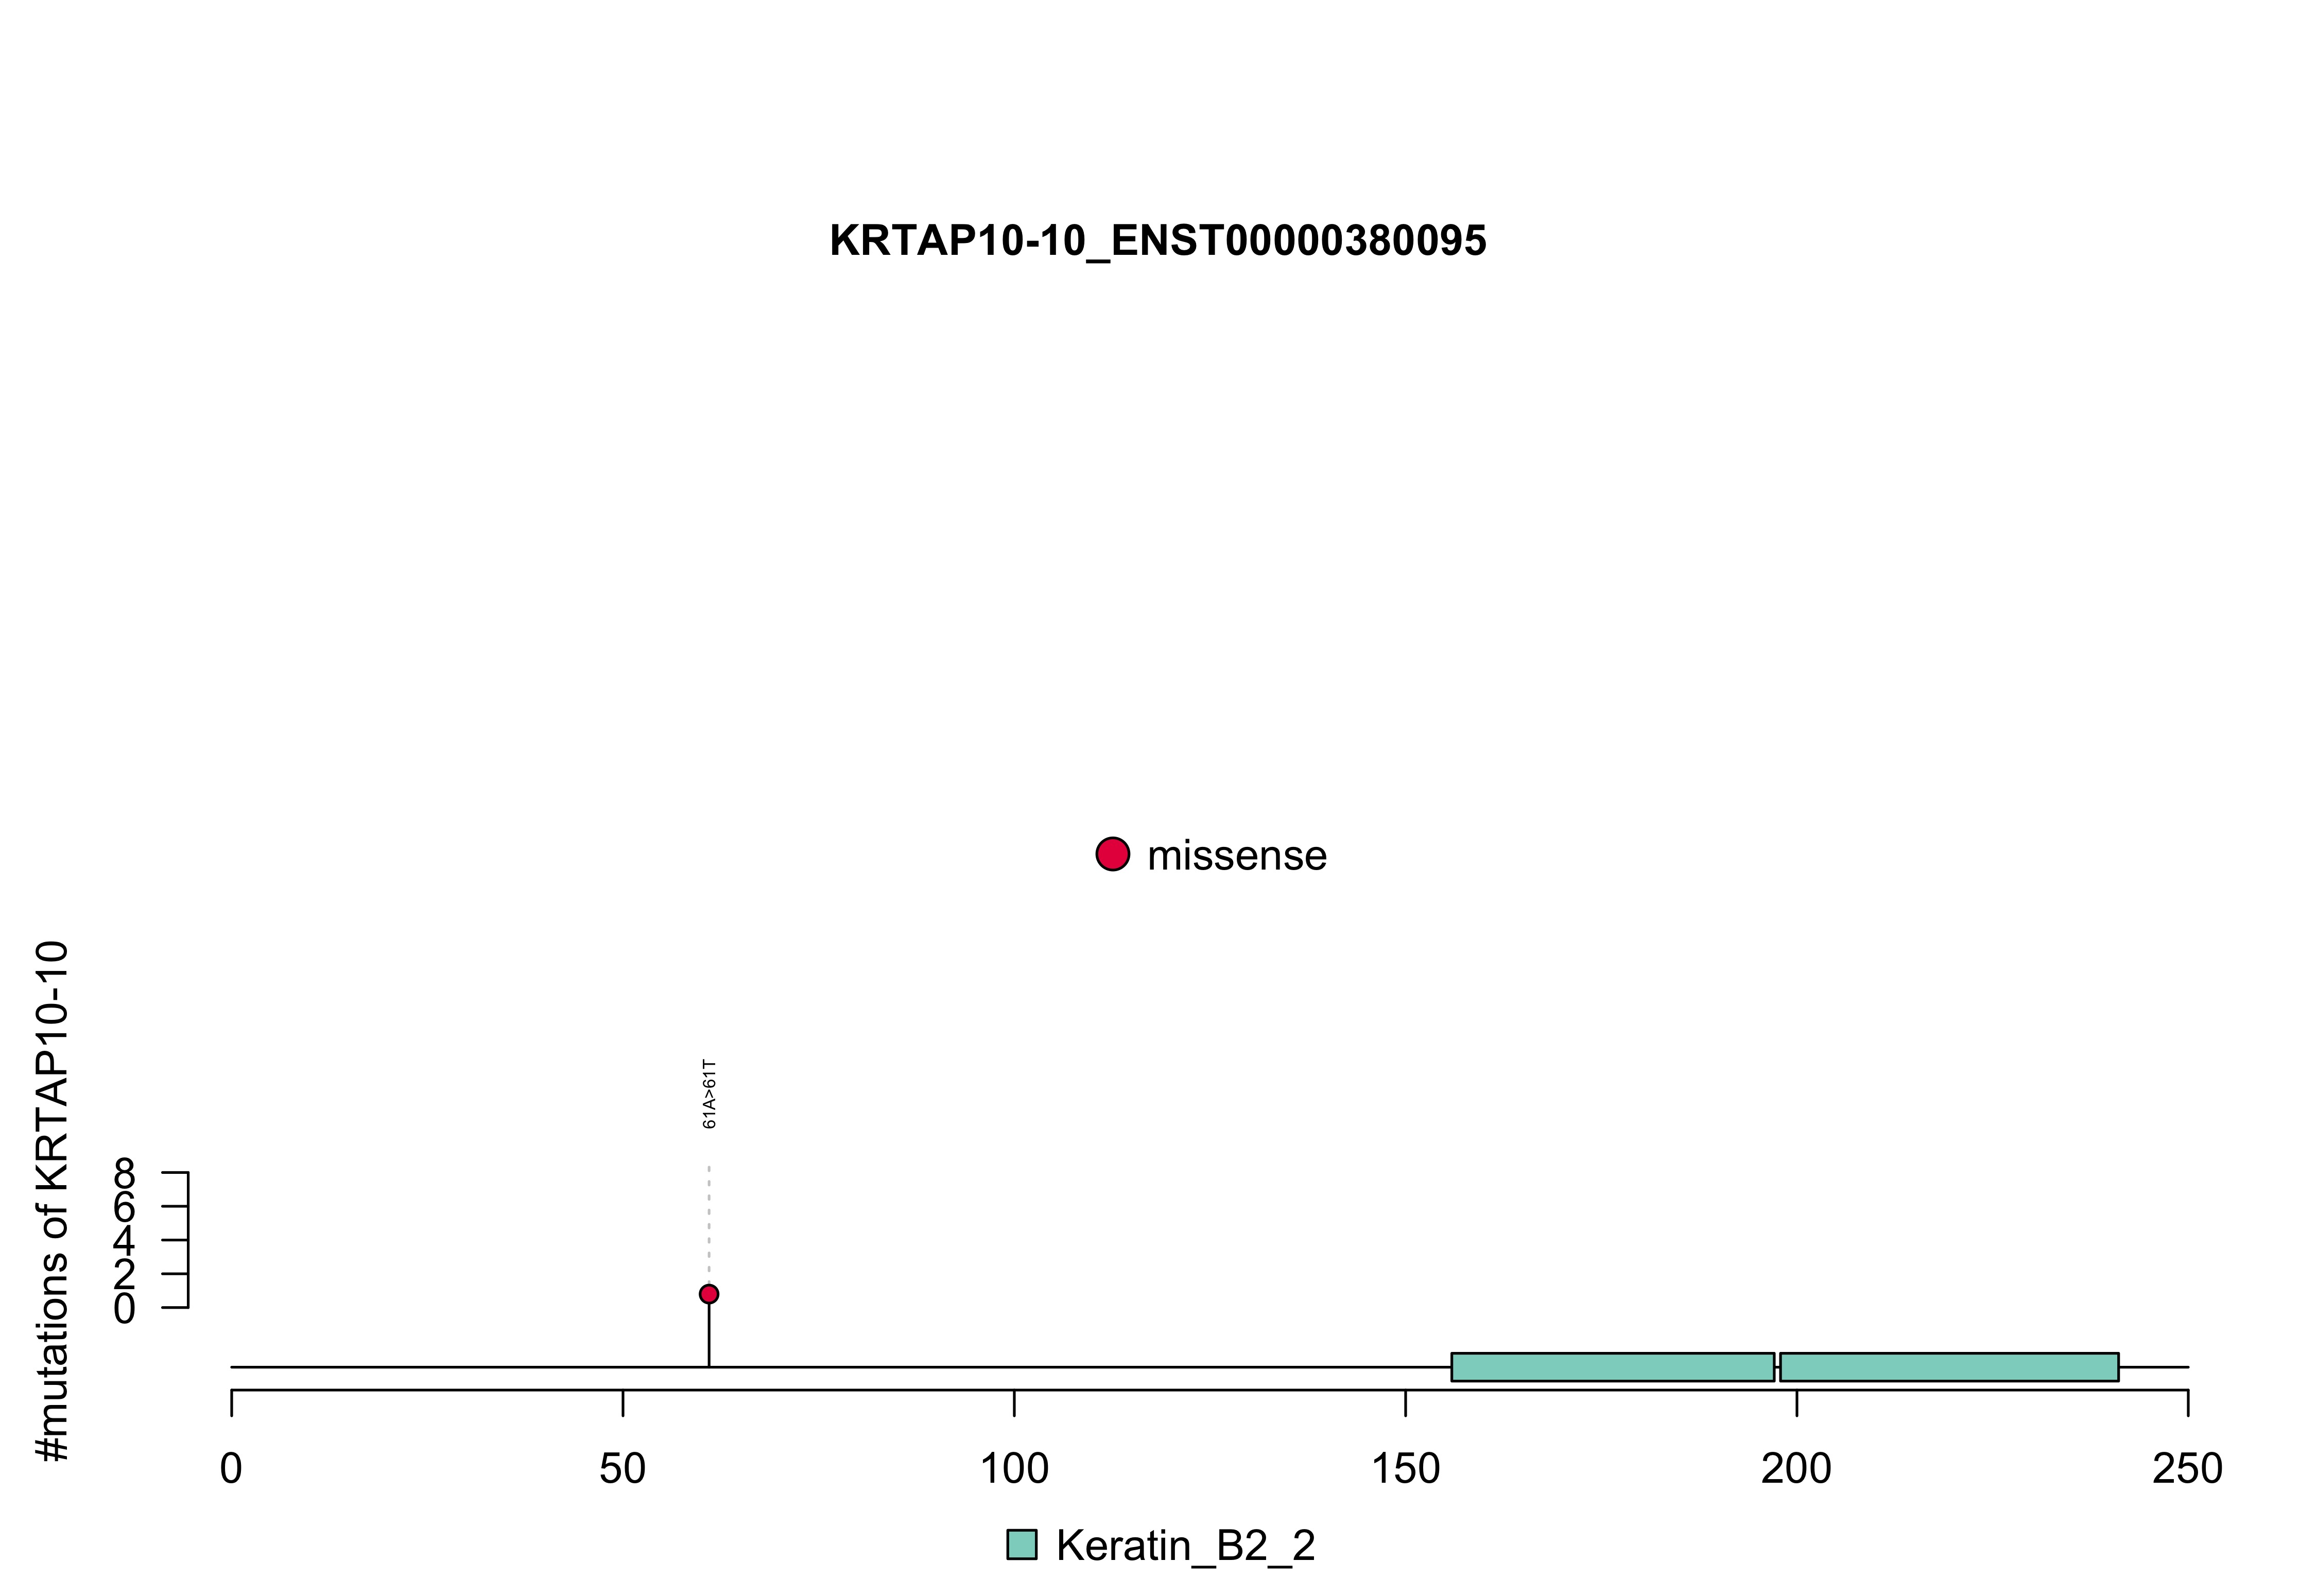 KRTAP10-10_ENST00000380095
missense
#mutations of KRTAP10-10
61A>61T
8
6
4
2
0
0 50 100 150 200 250
Keratin_B2_2